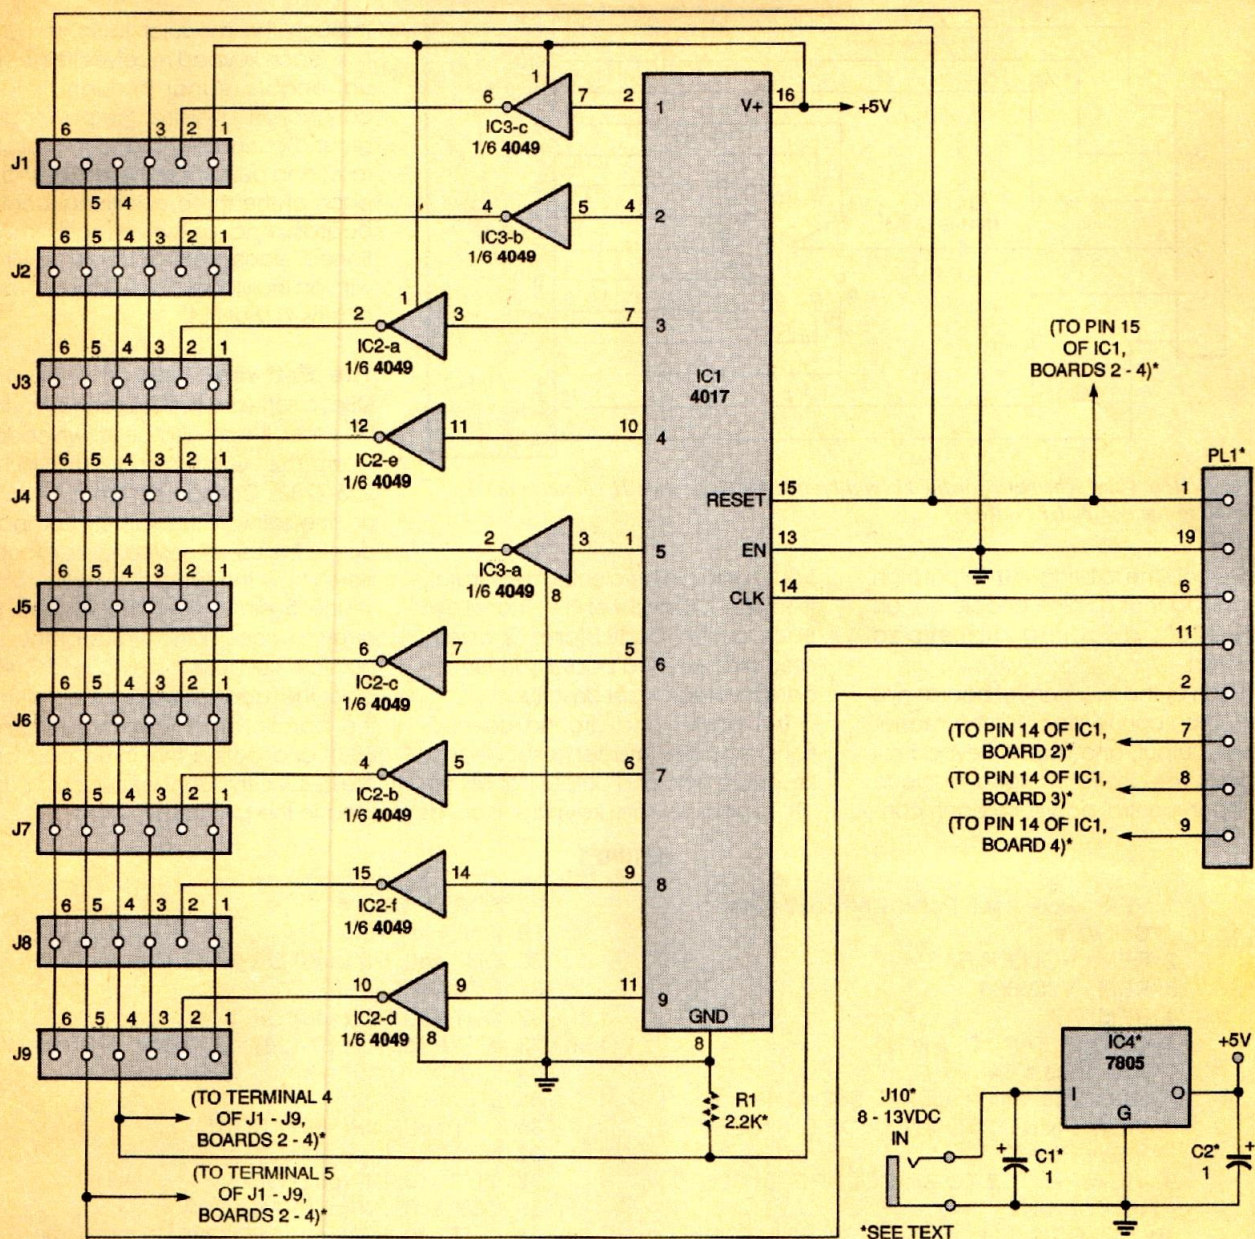 6 3 2 1
J1
5 4
6 5 4 3 2 1
J2
6 5 4 3 2 1
J3
6 5 4 3 2 1
J4
6 5 4 3 2 1
J5
6 5 4 3 2 1
J6
6 5 4 3 2 1
J7
6 5 4 3 2 1
J8
6 5 4 3 2 1
J9
1
6 7
IC3-c
1/6 4049
4 5
IC3-b
1/6 4049
1
2 3
IC2-a
1/6 4049
12 11
IC2-e
1/6 4049
2 3
IC3-a
1/6 4049
8
6 7
IC2-c
1/6 4049
4 5
IC2-b
1/6 4049
15 14
IC2-f
1/6 4049
10 9
IC2-d
1/6 4049
8
2 1
4 2
7 3
10 4
1 5
5 6
6 7
9 8
11 9
IC1
4017
V+ 16
+5V
RESET 15
EN 13
CLK 14
GND
8
R1
2.2K*
(TO PIN 15
OF IC1,
BOARDS 2 - 4)*
PL1*
1
19
6
11
2
7
8
9
(TO PIN 14 OF IC1,
BOARD 2)*
(TO PIN 14 OF IC1,
BOARD 3)*
(TO PIN 14 OF IC1,
BOARD 4)*
(TO TERMINAL 4
OF J1 - J9,
BOARDS 2 - 4)*
(TO TERMINAL 5
OF J1 - J9,
BOARDS 2 - 4)*
IC4*
7805
I O
G
+5V
J10*
8 - 13VDC
IN
+ C1*
1
C2* +
1
*SEE TEXT